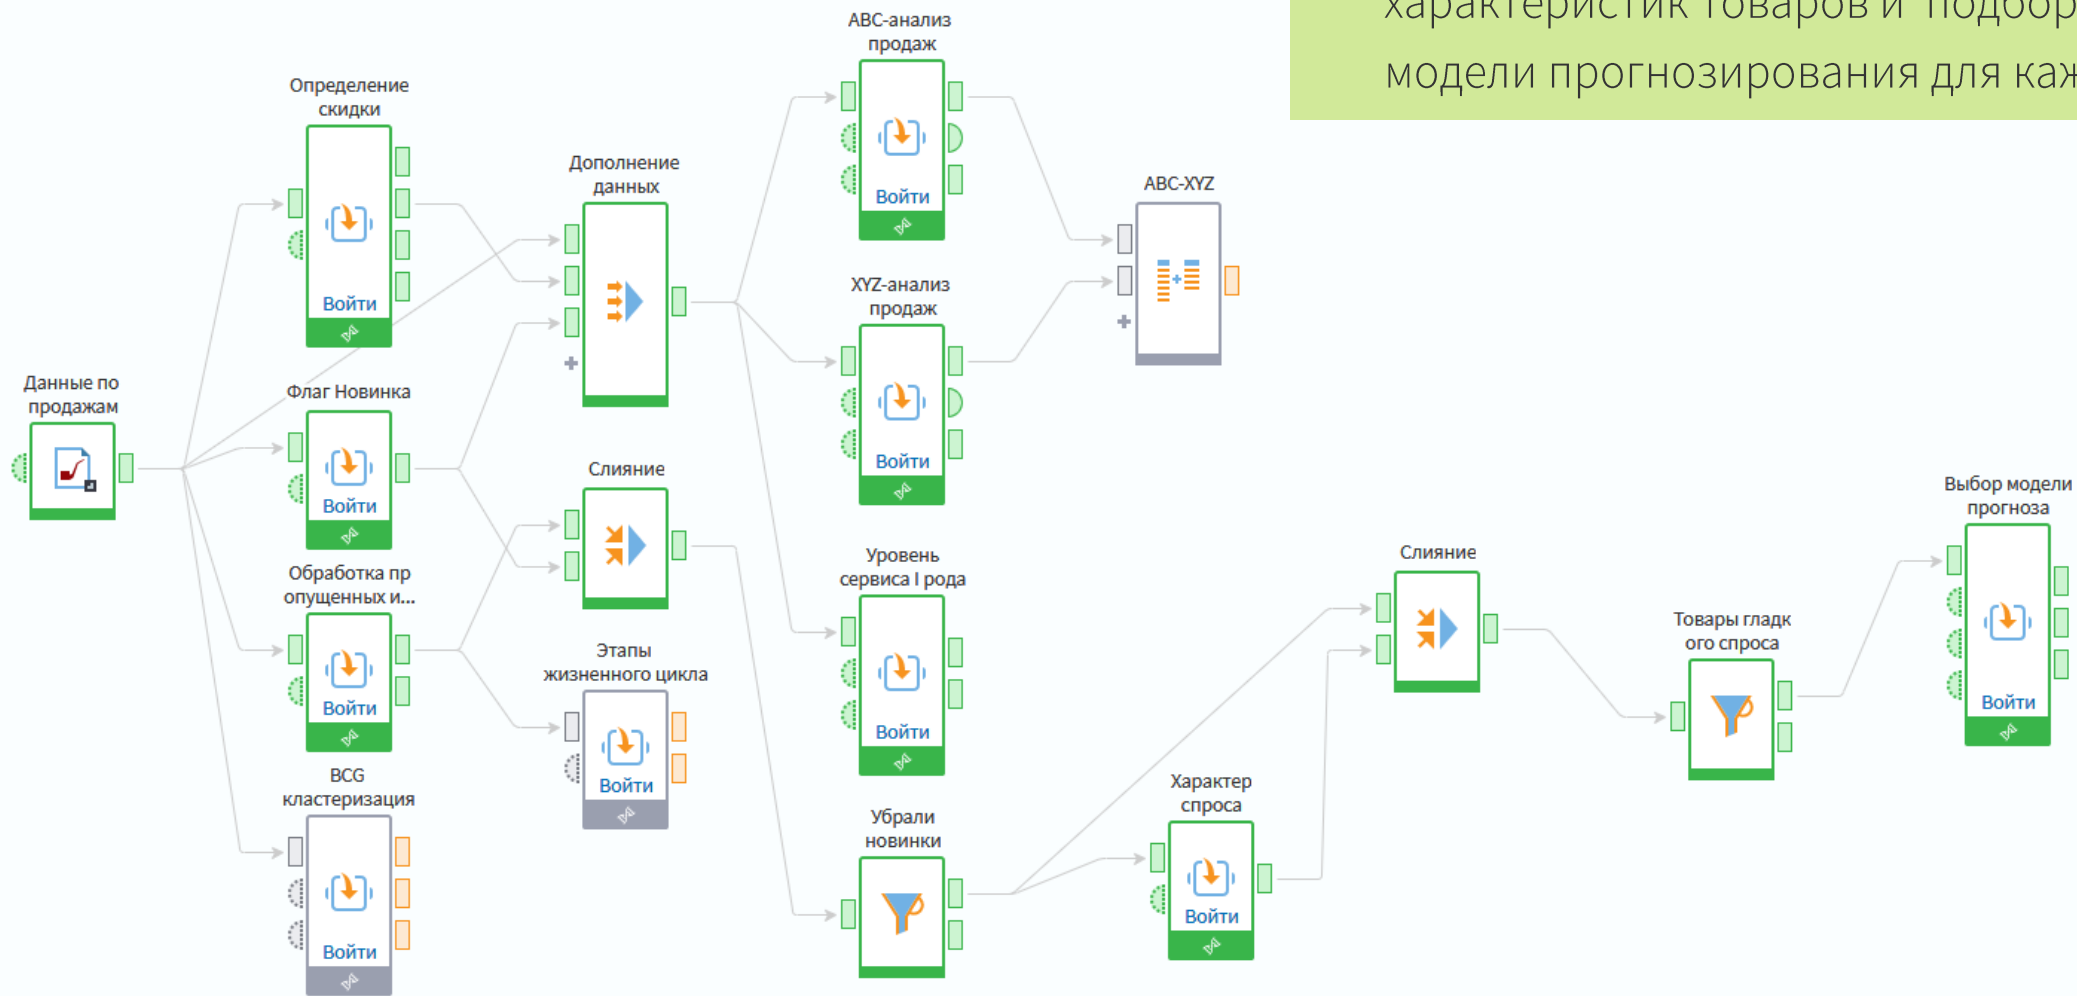 характеристик товаров и подбор
модели прогнозирования для каж
ABC-анализ
продаж
Войти
Определение
скидки
Войти
Дополнение
данных
ABC-XYZ
XYZ-анализ
продаж
Войти
Данные по
продажам
Флаг Новинка
Войти
Слияние
Обработка пр
опущенных и...
Войти
Этапы
жизненного цикла
Войти
BCG
кластеризация
Войти
Уровень
сервиса I рода
Войти
Убрали
новинки
Характер
спроса
Войти
Слияние
Товары гладк
ого спроса
Выбор модели
прогноза
Войти